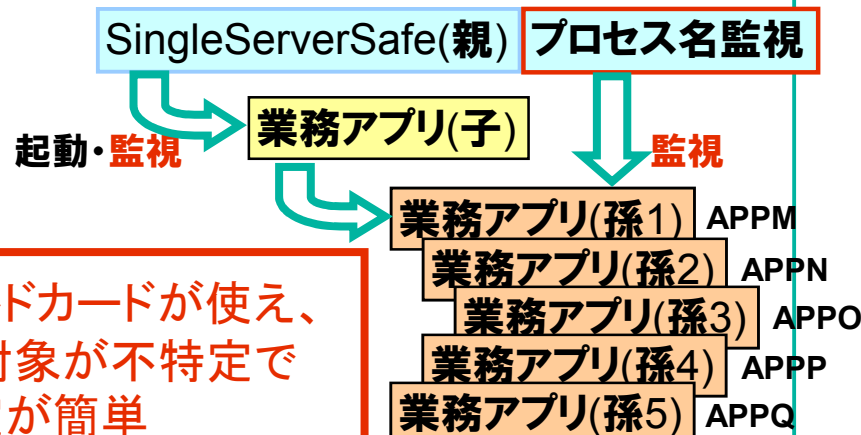 SingleServerSafe(親) プロセス名監視
業務アプリ(子)
起動・監視
監視
業務アプリ(孫1) APPM
業務アプリ(孫2) APPN
業務アプリ(孫3) APPO
業務アプリ(孫4) APPP
業務アプリ(孫5) APPQ
ドカードが使え、
対象が不特定で
が簡単